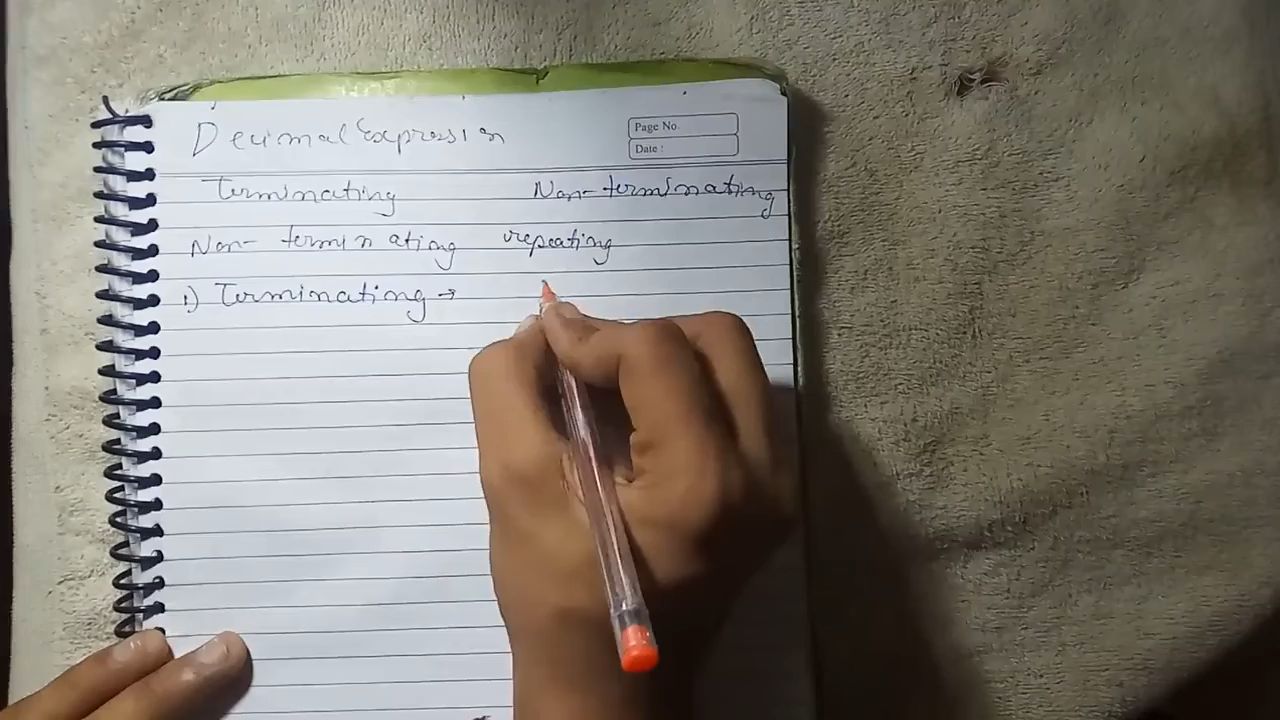 Decimal Expression
Page No.
Date :
Terminating Non-terminating
Non-terminating repeating
1) Terminating →